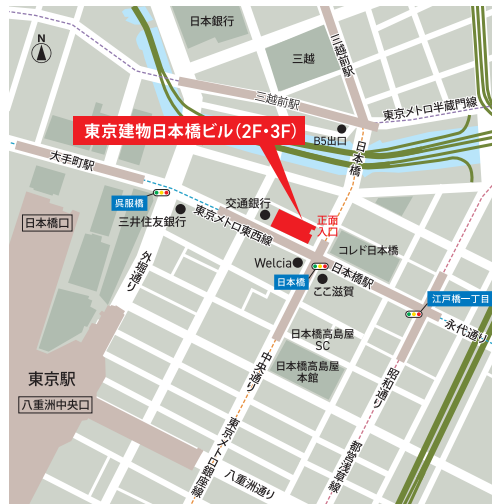 日本銀行
N
三越
三越前駅
三越前駅
東京メトロ半蔵門線
東京建物日本橋ビル(2F・3F)
B5出口
日本橋
大手町駅
呉服橋
交通銀行
三井住友銀行
正面
入口
東京メトロ東西線
日本橋口
コレド日本橋
外堀通り
Welcia
日本橋駅
日本橋
ここ滋賀
江戸橋一丁目
永代通り
日本橋高島屋
SC
中央通り
日本橋高島屋
本館
昭和通り
東京駅
八重洲中央口
東京メトロ銀座線
都営浅草線
八重洲通り